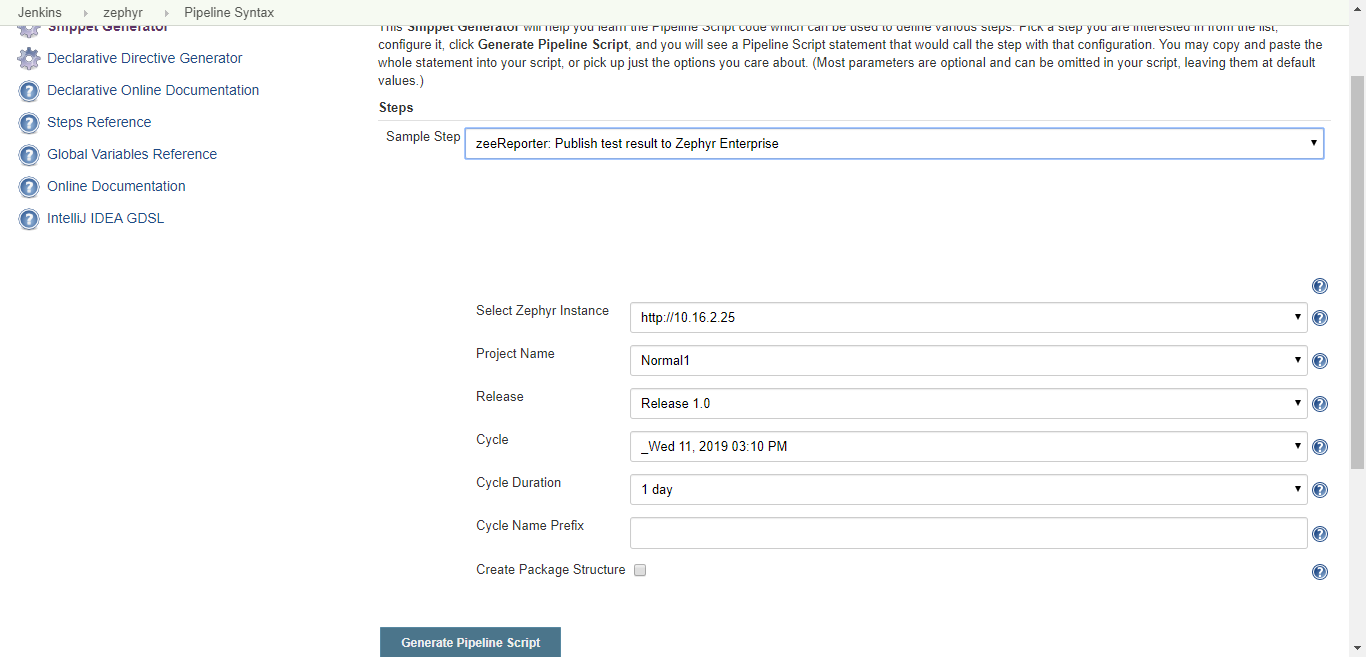 Jenkins zephyr Pipeline Syntax
Snippet Generator
Declarative Directive Generator
Declarative Online Documentation
Steps Reference
Global Variables Reference
Online Documentation
IntelliJ IDEA GDSL
This Snippet Generator will help you learn the Pipeline Script code which can be used to define various steps. Pick a step you are interested in from the list,
configure it, click Generate Pipeline Script, and you will see a Pipeline Script statement that would call the step with that configuration. You may copy and paste the
whole statement into your script, or pick up just the options you care about. (Most parameters are optional and can be omitted in your script, leaving them at default
values.)
Steps
Sample Step zeeReporter: Publish test result to Zephyr Enterprise
Select Zephyr Instance http://10.16.2.25
Project Name Normal1
Release Release 1.0
Cycle _Wed 11, 2019 03:10 PM
Cycle Duration 1 day
Cycle Name Prefix
Create Package Structure
Generate Pipeline Script